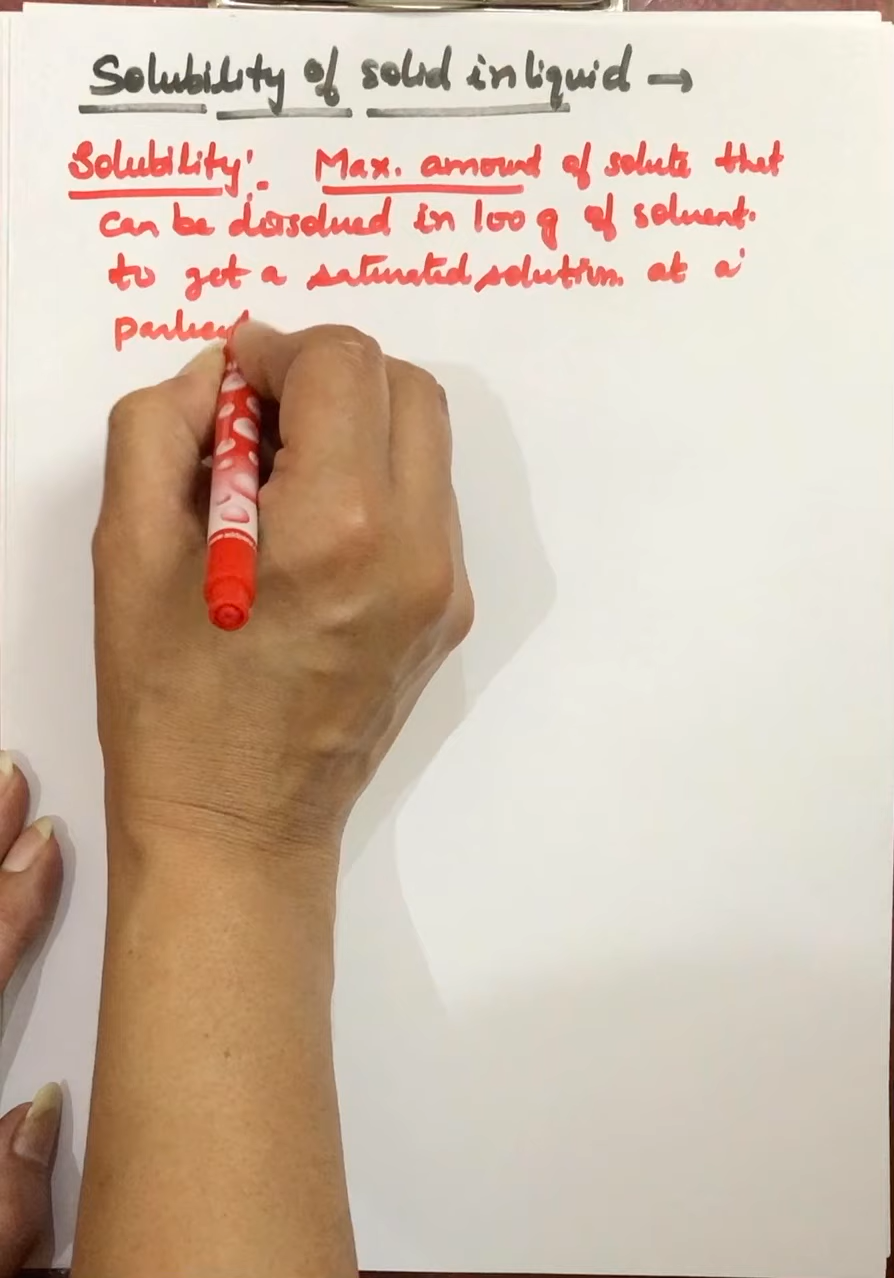 Solubility of solid in liquid →
Solubility:- Max. amount of solute that
can be dissolved in 100 g of solvent.
to get a saturated solution at a